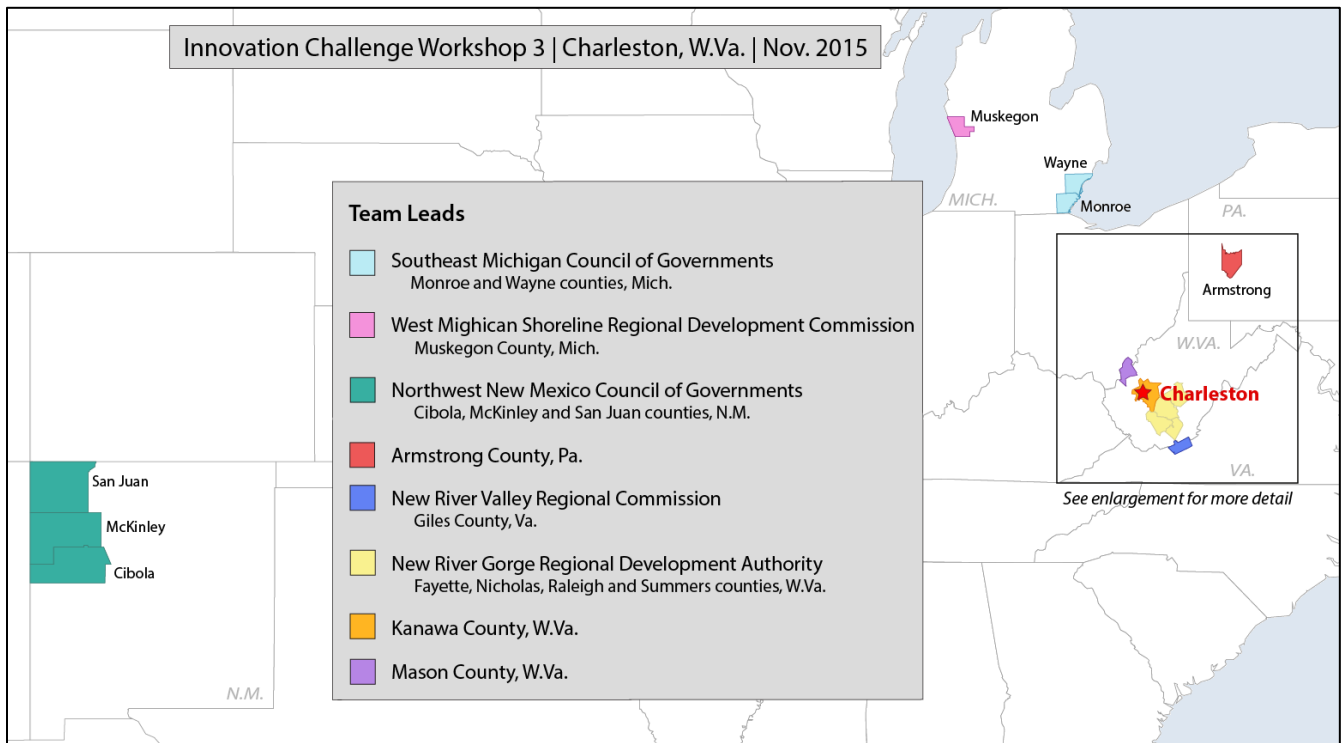 Innovation Challenge Workshop 3 | Charleston, W.Va. | Nov. 2015
Muskegon
Wayne
Monroe
MICH.
PA.
Team Leads
Southeast Michigan Council of Governments
Monroe and Wayne counties, Mich.
West Mighican Shoreline Regional Development Commission
Muskegon County, Mich.
Northwest New Mexico Council of Governments
Cibola, McKinley and San Juan counties, N.M.
Armstrong County, Pa.
New River Valley Regional Commission
Giles County, Va.
New River Gorge Regional Development Authority
Fayette, Nicholas, Raleigh and Summers counties, W.Va.
Kanawa County, W.Va.
Mason County, W.Va.
Armstrong
W.VA.
Charleston
VA.
See enlargement for more detail
San Juan
McKinley
Cibola
N.M.